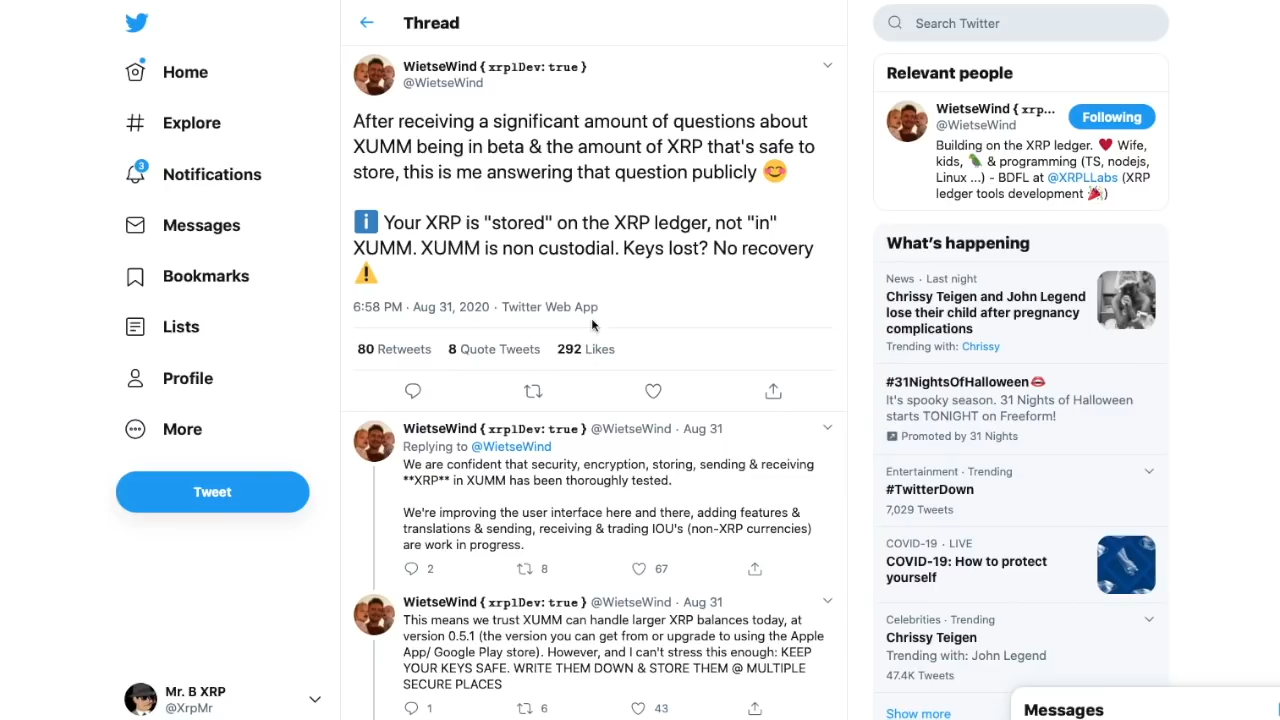 Home
Explore
3
Notifications
Messages
Bookmarks
Lists
Profile
More
Tweet
Mr. B XRP
@XrpMr
Thread
WietseWind { xrplDev: true }
@WietseWind
After receiving a significant amount of questions about
XUMM being in beta & the amount of XRP that's safe to
store, this is me answering that question publicly 😊
ℹ️ Your XRP is "stored" on the XRP ledger, not "in"
XUMM. XUMM is non custodial. Keys lost? No recovery
⚠️
6:58 PM · Aug 31, 2020 · Twitter Web App
80 Retweets 8 Quote Tweets 292 Likes
WietseWind { xrplDev: true } @WietseWind · Aug 31
Replying to @WietseWind
We are confident that security, encryption, storing, sending & receiving
**XRP** in XUMM has been thoroughly tested.
We're improving the user interface here and there, adding features &
translations & sending, receiving & trading IOU's (non-XRP currencies)
are work in progress.
2 8 67
WietseWind { xrplDev: true } @WietseWind · Aug 31
This means we trust XUMM can handle larger XRP balances today, at
version 0.5.1 (the version you can get from or upgrade to using the Apple
App/ Google Play store). However, and I can't stress this enough: KEEP
YOUR KEYS SAFE. WRITE THEM DOWN & STORE THEM @ MULTIPLE
SECURE PLACES
1 6 43
Search Twitter
Relevant people
WietseWind { xrp...
@WietseWind
Following
Building on the XRP ledger. ❤️ Wife,
kids, 🦜 & programming (TS, nodejs,
Linux ...) - BDFL at @XRPLLabs (XRP
ledger tools development 🎉)
What's happening
News · Last night
Chrissy Teigen and John Legend
lose their child after pregnancy
complications
Trending with: Chrissy
#31NightsOfHalloween👄
It's spooky season. 31 Nights of Halloween
starts TONIGHT on Freeform!
Promoted by 31 Nights
Entertainment · Trending
#TwitterDown
7,029 Tweets
COVID-19 · LIVE
COVID-19: How to protect
yourself
Celebrities · Trending
Chrissy Teigen
Trending with: John Legend
47.4K Tweets
Show more
Messages